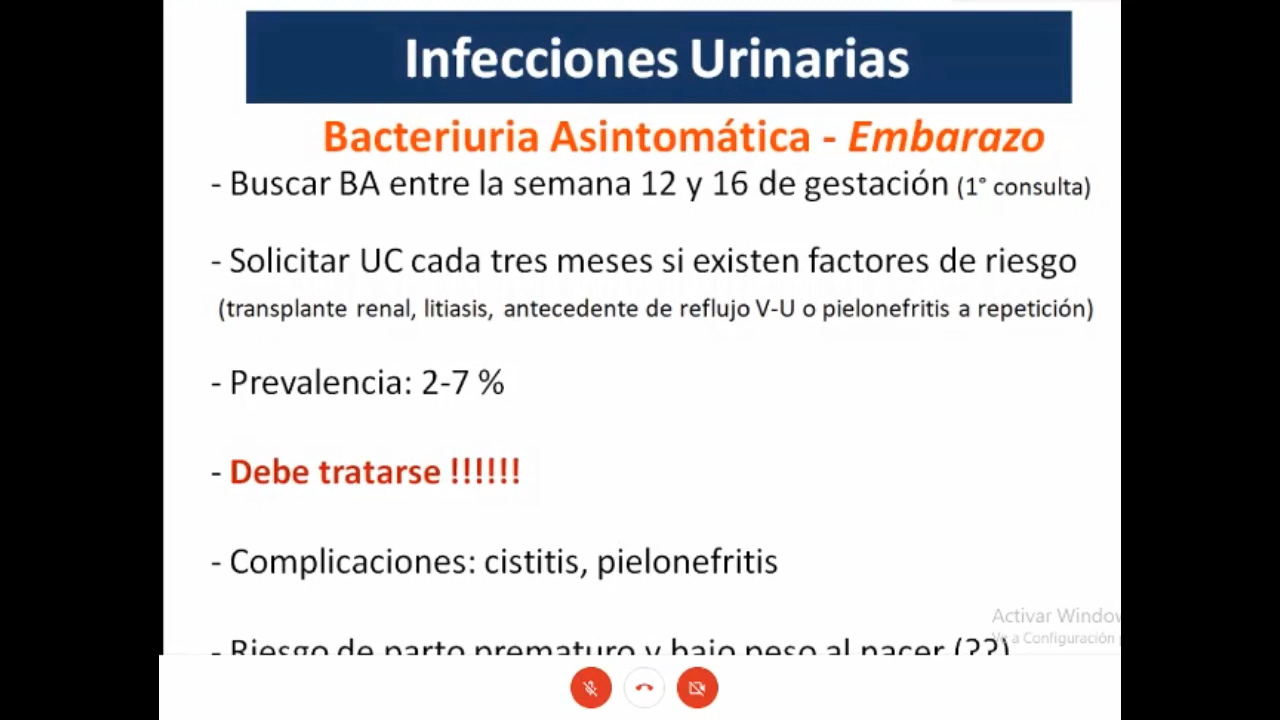 Infecciones Urinarias
Bacteriuria Asintomática - Embarazo
- Buscar BA entre la semana 12 y 16 de gestación (1° consulta)
- Solicitar UC cada tres meses si existen factores de riesgo
(transplante renal, litiasis, antecedente de reflujo V-U o pielonefritis a repetición)
- Prevalencia: 2-7 %
- Debe tratarse !!!!!!
- Complicaciones: cistitis, pielonefritis
Activar Window
Ve a Configuración
- Riesgo de parto prematuro y bajo peso al nacer (??)